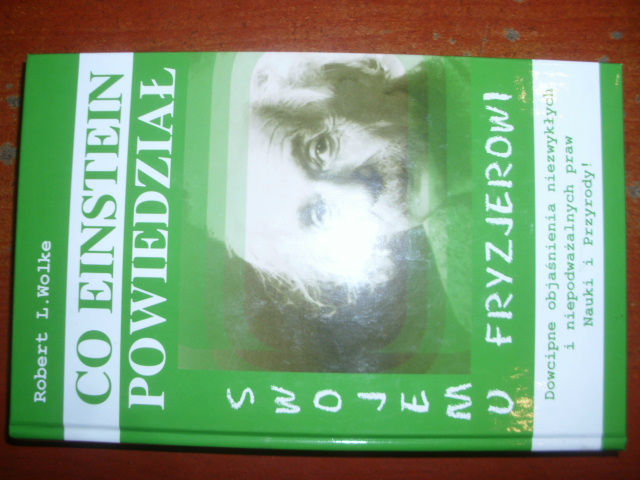 Robert L. Wolke
CO EINSTEIN
POWIEDZIAŁ
SWOJEMU FRYZJEROWI
Dowcipne objaśnienia niezwykłych
i niepodważalnych praw
Nauki i Przyrody!